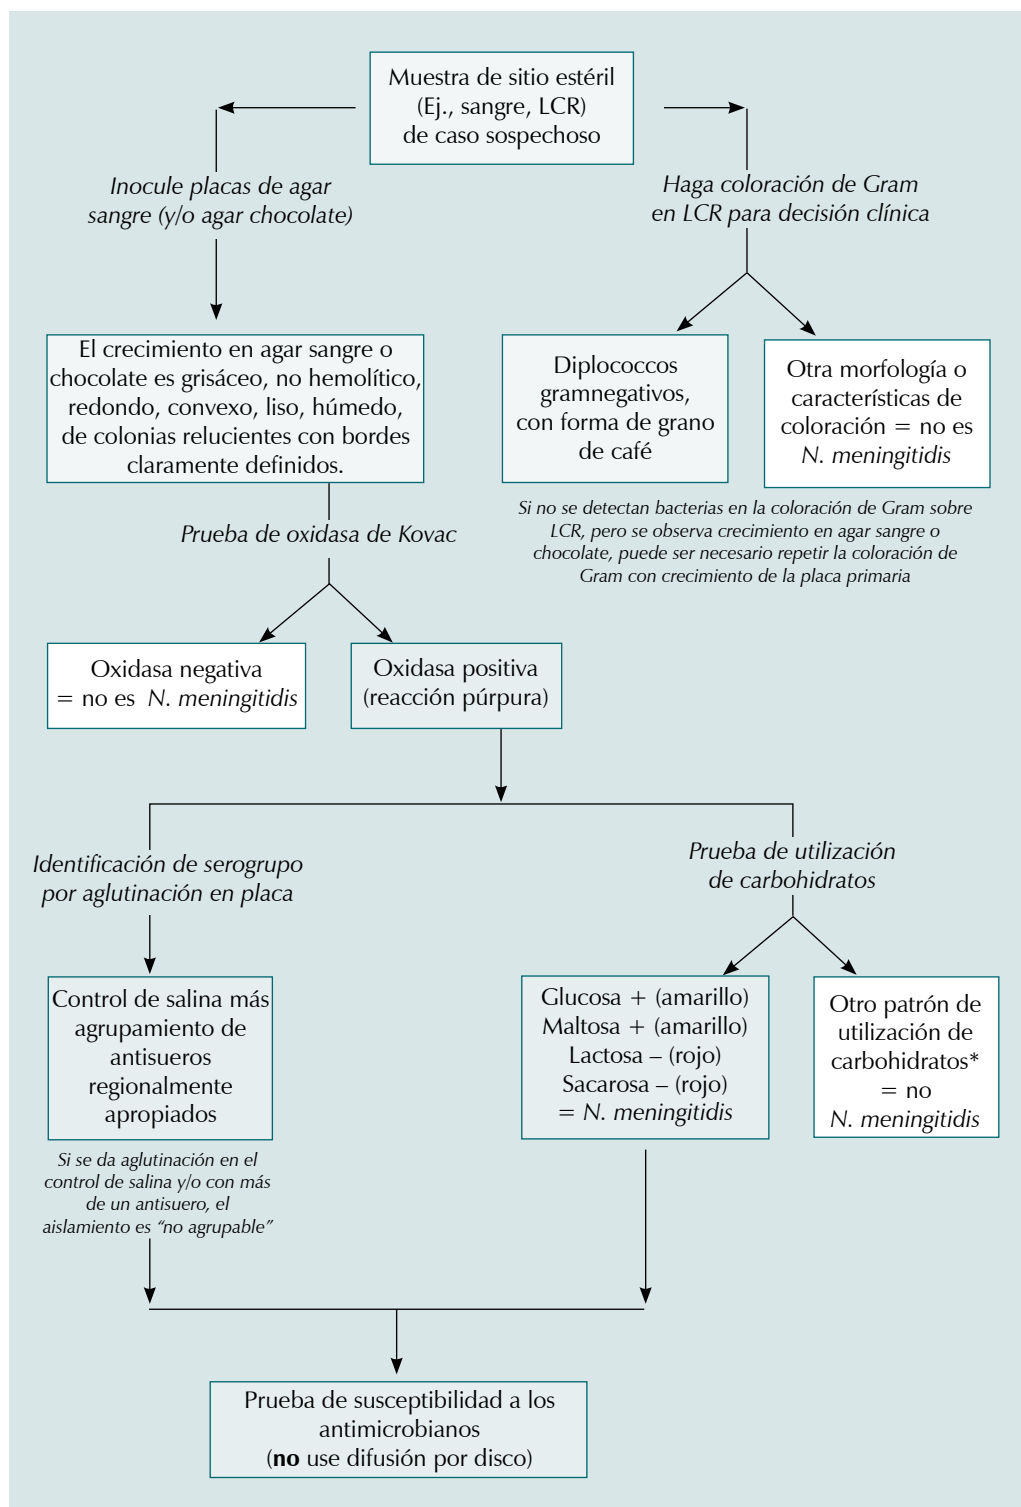 Muestra de sitio estéril
(Ej., sangre, LCR)
de caso sospechoso
Inocule placas de agar
sangre (y/o agar chocolate)
Haga coloración de Gram
en LCR para decisión clínica
El crecimiento en agar sangre o
chocolate es grisáceo, no hemolítico,
redondo, convexo, liso, húmedo,
de colonias relucientes con bordes
claramente definidos.
Diplococcos
gramnegativos,
con forma de grano
de café
Otra morfología o
características de
coloración = no es
N. meningitidis
Si no se detectan bacterias en la coloración de Gram sobre
LCR, pero se observa crecimiento en agar sangre o
chocolate, puede ser necesario repetir la coloración de
Gram con crecimiento de la placa primaria
Prueba de oxidasa de Kovac
Oxidasa negativa
= no es N. meningitidis
Oxidasa positiva
(reacción púrpura)
Identificación de serogrupo
por aglutinación en placa
Prueba de utilización
de carbohidratos
Control de salina más
agrupamiento de
antisueros
regionalmente
apropiados
Si se da aglutinación en el
control de salina y/o con más
de un antisuero, el
aislamiento es “no agrupable”
Glucosa + (amarillo)
Maltosa + (amarillo)
Lactosa – (rojo)
Sacarosa – (rojo)
= N. meningitidis
Otro patrón de
utilización de
carbohidratos*
= no
N. meningitidis
Prueba de susceptibilidad a los
antimicrobianos
(no use difusión por disco)